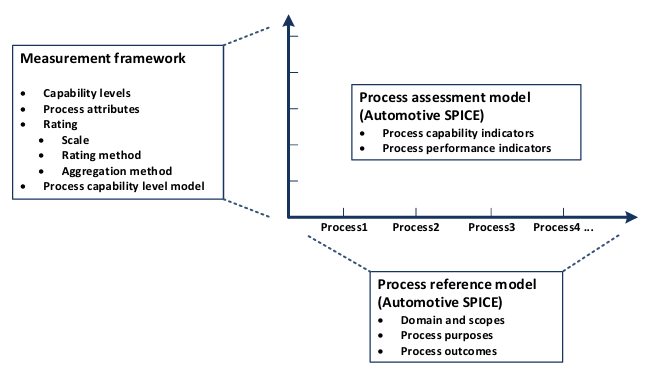 Measurement framework
• Capability levels
• Process attributes
• Rating
• Scale
• Rating method
• Aggregation method
• Process capability level model
Process assessment model
(Automotive SPICE)
• Process capability indicators
• Process performance indicators
Process1 Process2 Process3 Process4 ...
Process reference model
(Automotive SPICE)
• Domain and scopes
• Process purposes
• Process outcomes